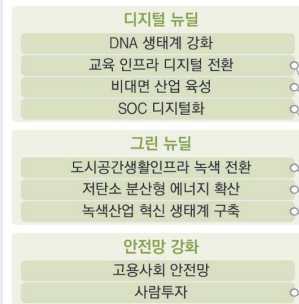 디지털 뉴딜
DNA 생태계 강화
교육 인프라 디지털 전환
비대면 산업 육성
SOC 디지털화
그린 뉴딜
도시공간생활인프라 녹색 전환
저탄소 분산형 에너지 확산
녹색산업 혁신 생태계 구축
안전망 강화
고용사회 안전망
사람투자